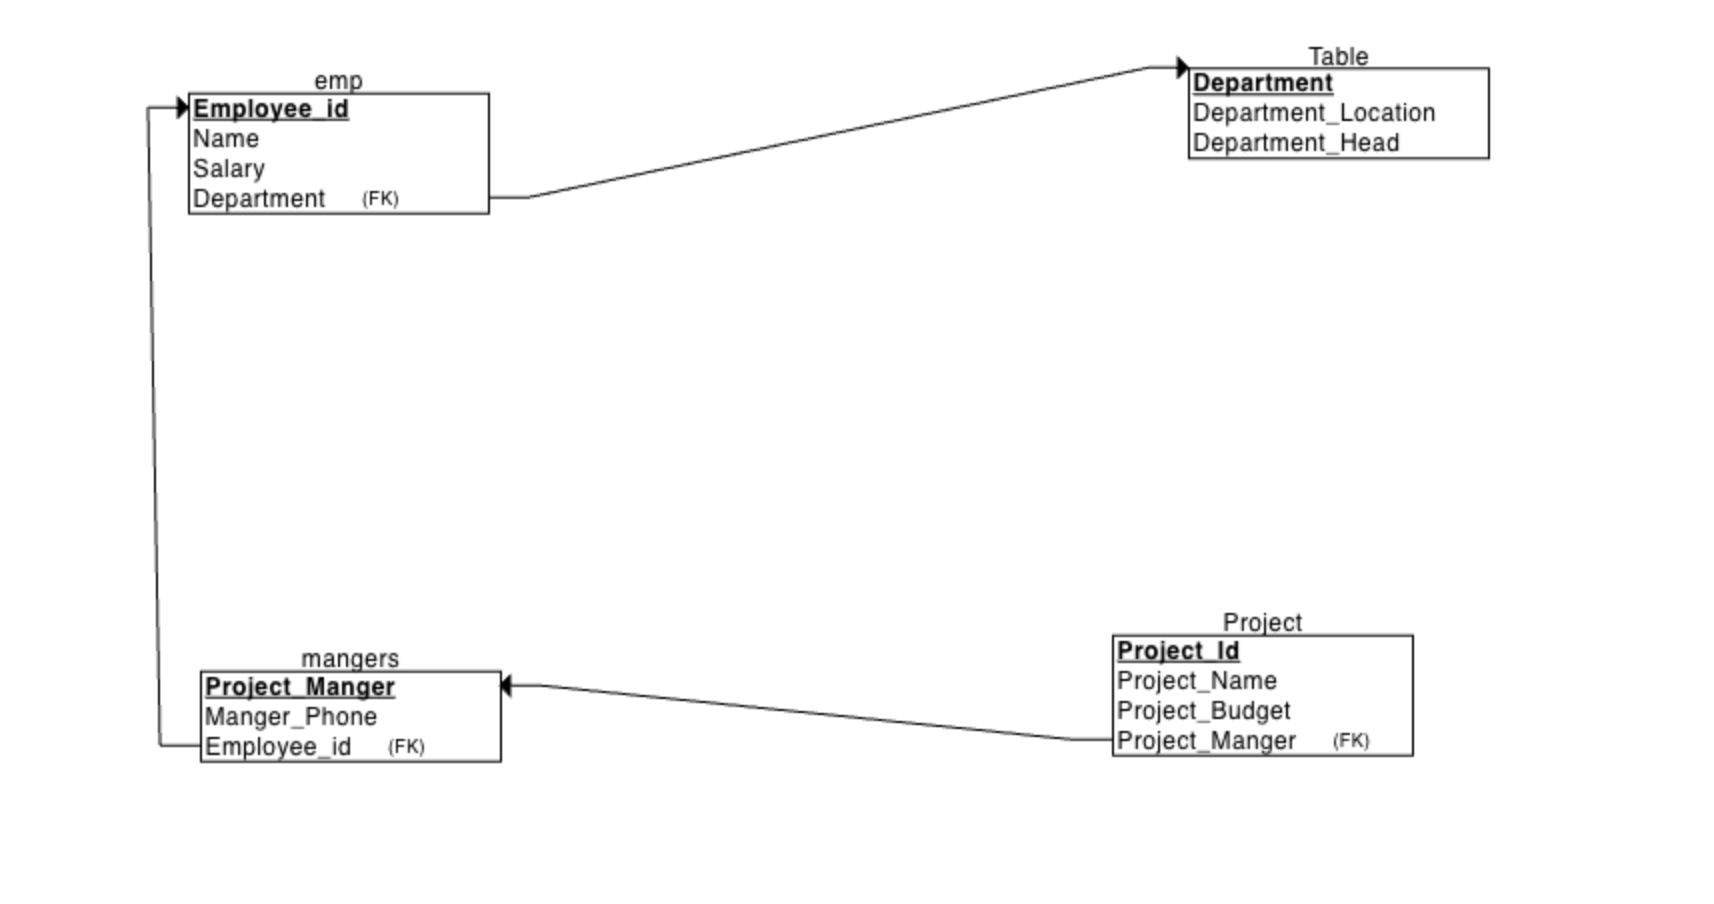 emp
Employee_id
Name
Salary
Department (FK)
Table
Department
Department_Location
Department_Head
mangers
Project_Manger
Manger_Phone
Employee_id (FK)
Project
Project_Id
Project_Name
Project_Budget
Project_Manger (FK)